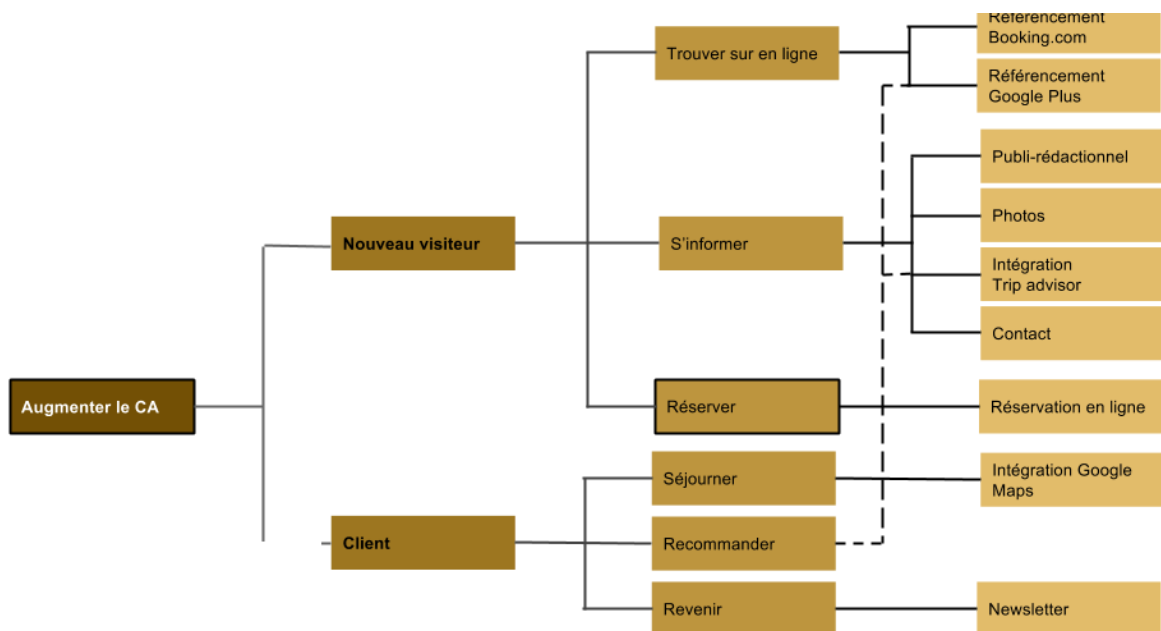 Référencement
Booking.com
Trouver sur en ligne
Référencement
Google Plus
Publi-rédactionnel
Photos
Nouveau visiteur
S'informer
Intégration
Trip advisor
Contact
Augmenter le CA
Réserver
Réservation en ligne
Séjourner
Intégration Google
Maps
Client
Recommander
Revenir
Newsletter